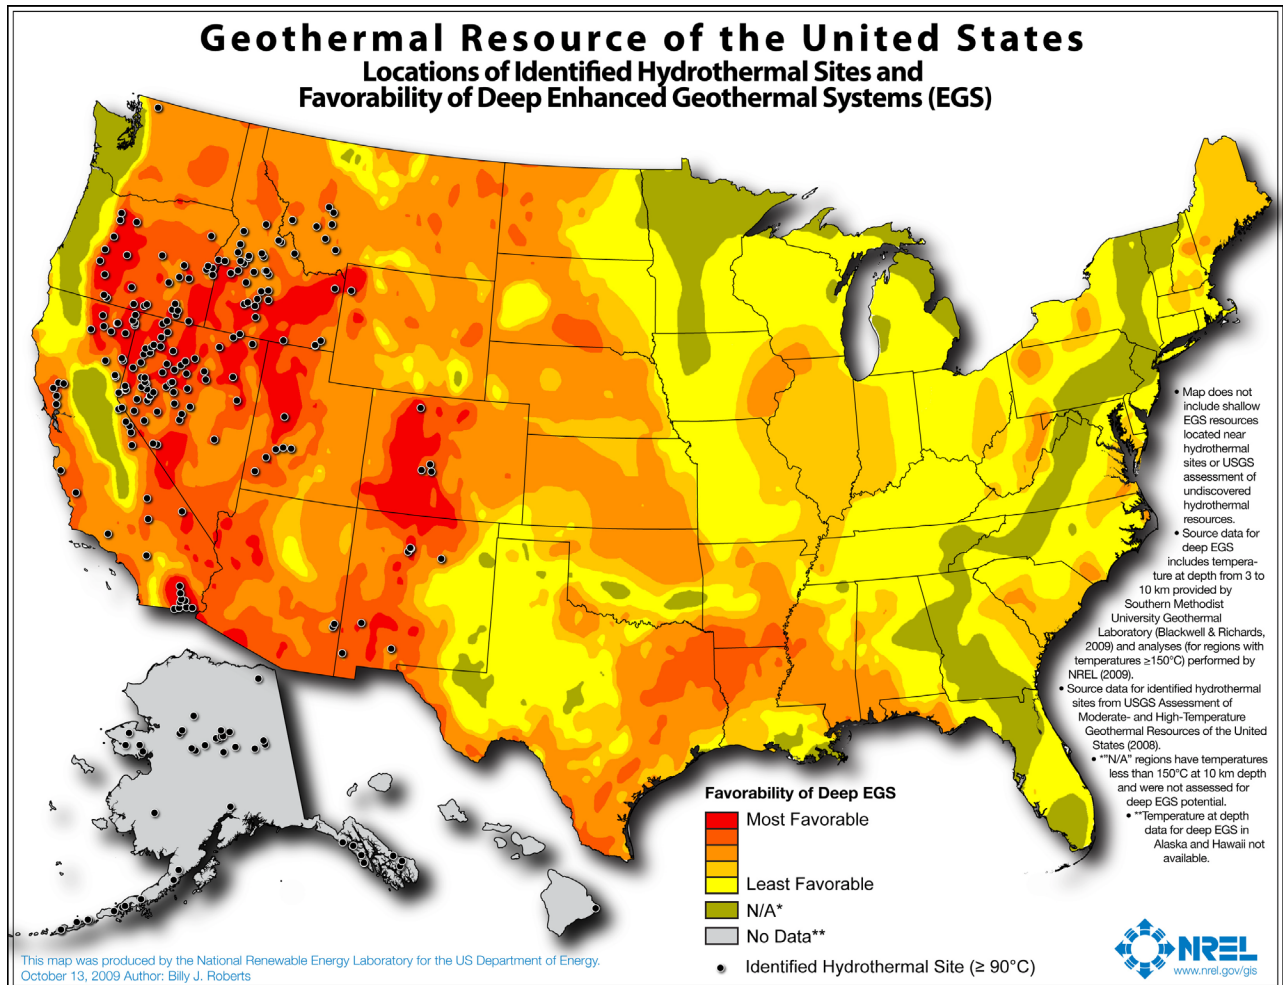 Geothermal Resource of the United States
Locations of Identified Hydrothermal Sites and
Favorability of Deep Enhanced Geothermal Systems (EGS)
• Map does not
include shallow
EGS resources
located near
hydrothermal
sites or USGS
assessment of
undiscovered
hydrothermal
resources.
• Source data for
deep EGS
includes tempera-
ture at depth from 3 to
10 km provided by
Southern Methodist
University Geothermal
Laboratory (Blackwell & Richards,
2009) and analyses (for regions with
temperatures ≥150°C) performed by
NREL (2009).
• Source data for identified hydrothermal
sites from USGS Assessment of
Moderate- and High-Temperature
Geothermal Resources of the United
States (2008).
• *"N/A" regions have temperatures
less than 150°C at 10 km depth
and were not assessed for
deep EGS potential.
• **Temperature at depth
data for deep EGS in
Alaska and Hawaii not
available.
Favorability of Deep EGS
Most Favorable
Least Favorable
N/A*
No Data**
Identified Hydrothermal Site (≥ 90°C)
This map was produced by the National Renewable Energy Laboratory for the US Department of Energy.
October 13, 2009 Author: Billy J. Roberts
NREL
www.nrel.gov/gis